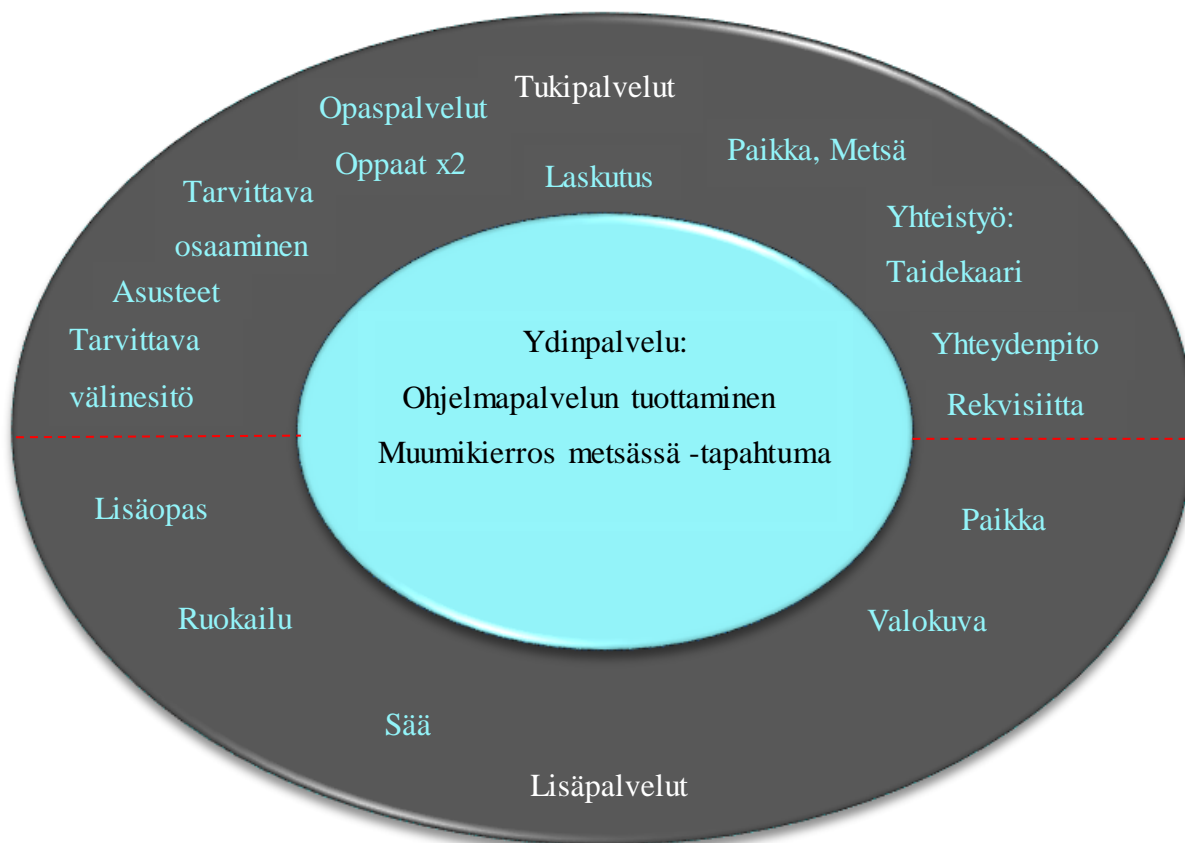 Tukipalvelut
Opaspalvelut
Oppaat x2
Laskutus
Paikka, Metsä
Tarvittava
osaaminen
Yhteistyö:
Taidekaari
Asusteet
Tarvittava
välinesitö
Yhteydenpito
Rekvisiitta
Ydinpalvelu:
Ohjelmapalvelun tuottaminen
Muumikierros metsässä -tapahtuma
Lisäopas
Paikka
Ruokailu
Valokuva
Sää
Lisäpalvelut